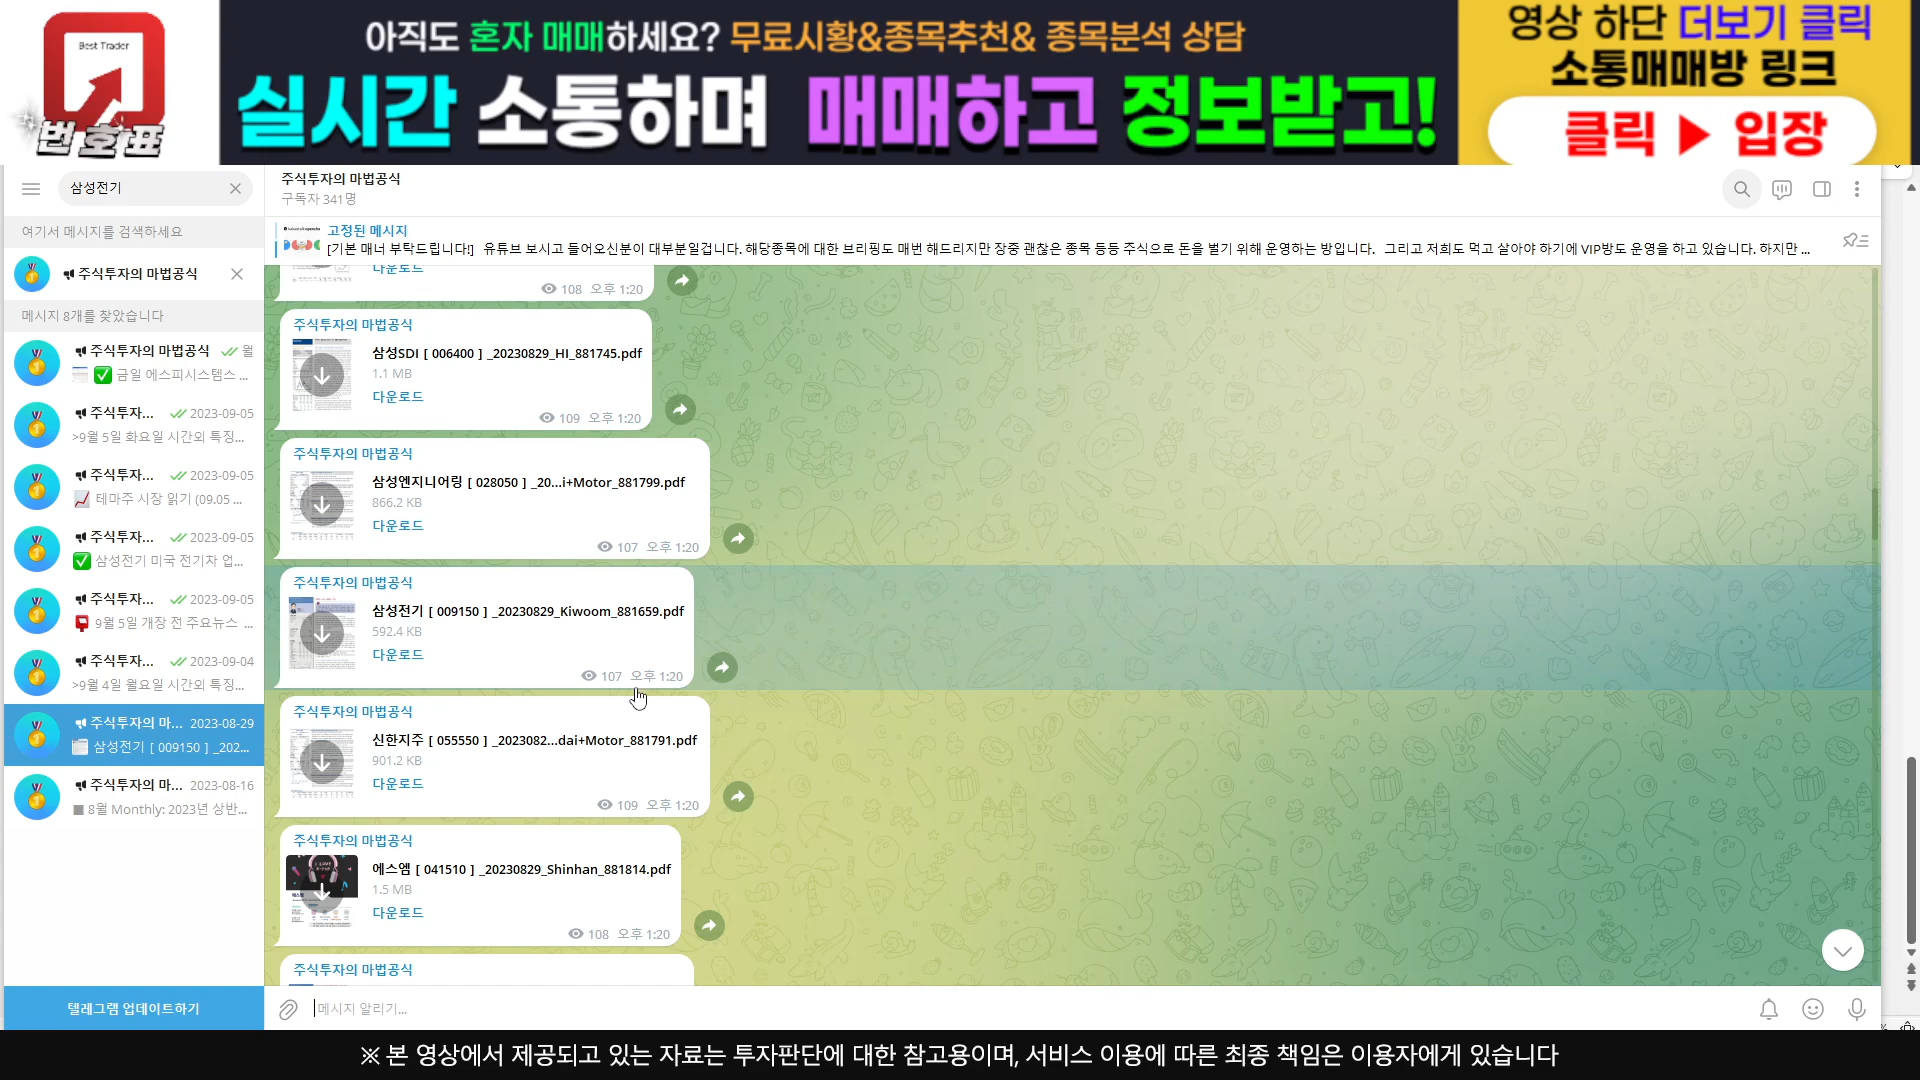 Best Trader
번호표
아직도 혼자 매매하세요? 무료시황&종목추천& 종목분석 상담
실시간 소통하며 매매하고 정보받고!
영상 하단 더보기 클릭
소통매매방 링크
클릭 ▶ 입장
삼성전기
여기서 메시지를 검색하세요
주식투자의 마법공식
메시지 8개를 찾았습니다
주식투자의 마법공식 월
✅ 금일 에스피시스템스 ...
주식투자... 2023-09-05
>9월 5일 화요일 시간외 특징...
주식투자... 2023-09-05
테마주 시장 읽기 (09.05 ...
주식투자... 2023-09-05
✅ 삼성전기 미국 전기차 업...
주식투자... 2023-09-05
9월 5일 개장 전 주요뉴스 ...
주식투자... 2023-09-04
>9월 4일 월요일 시간외 특징...
주식투자의 마... 2023-08-29
삼성전기 [ 009150 ] _202...
주식투자의 마... 2023-08-16
■ 8월 Monthly: 2023년 상반...
텔레그램 업데이트하기
주식투자의 마법공식
구독자 341명
고정된 메시지
[기본 매너 부탁드립니다!] 유튜브 보시고 들어오신분이 대부분일겁니다. 해당종목에 대한 브리핑도 매번 해드리지만 장중 괜찮은 종목 등등 주식으로 돈을 벌기 위해 운영하는 방입니다. 그리고 저희도 먹고 살아야 하기에 VIP방도 운영을 하고 있습니다. 하지만 ...
다운로드
108 오후 1:20
주식투자의 마법공식
삼성SDI [ 006400 ] _20230829_HI_881745.pdf
1.1 MB
다운로드
109 오후 1:20
주식투자의 마법공식
삼성엔지니어링 [ 028050 ] _20...i+Motor_881799.pdf
866.2 KB
다운로드
107 오후 1:20
주식투자의 마법공식
삼성전기 [ 009150 ] _20230829_Kiwoom_881659.pdf
592.4 KB
다운로드
107 오후 1:20
주식투자의 마법공식
신한지주 [ 055550 ] _2023082...dai+Motor_881791.pdf
901.2 KB
다운로드
109 오후 1:20
주식투자의 마법공식
에스엠 [ 041510 ] _20230829_Shinhan_881814.pdf
1.5 MB
다운로드
108 오후 1:20
주식투자의 마법공식
메시지 알리기...
※ 본 영상에서 제공되고 있는 자료는 투자판단에 대한 참고용이며, 서비스 이용에 따른 최종 책임은 이용자에게 있습니다